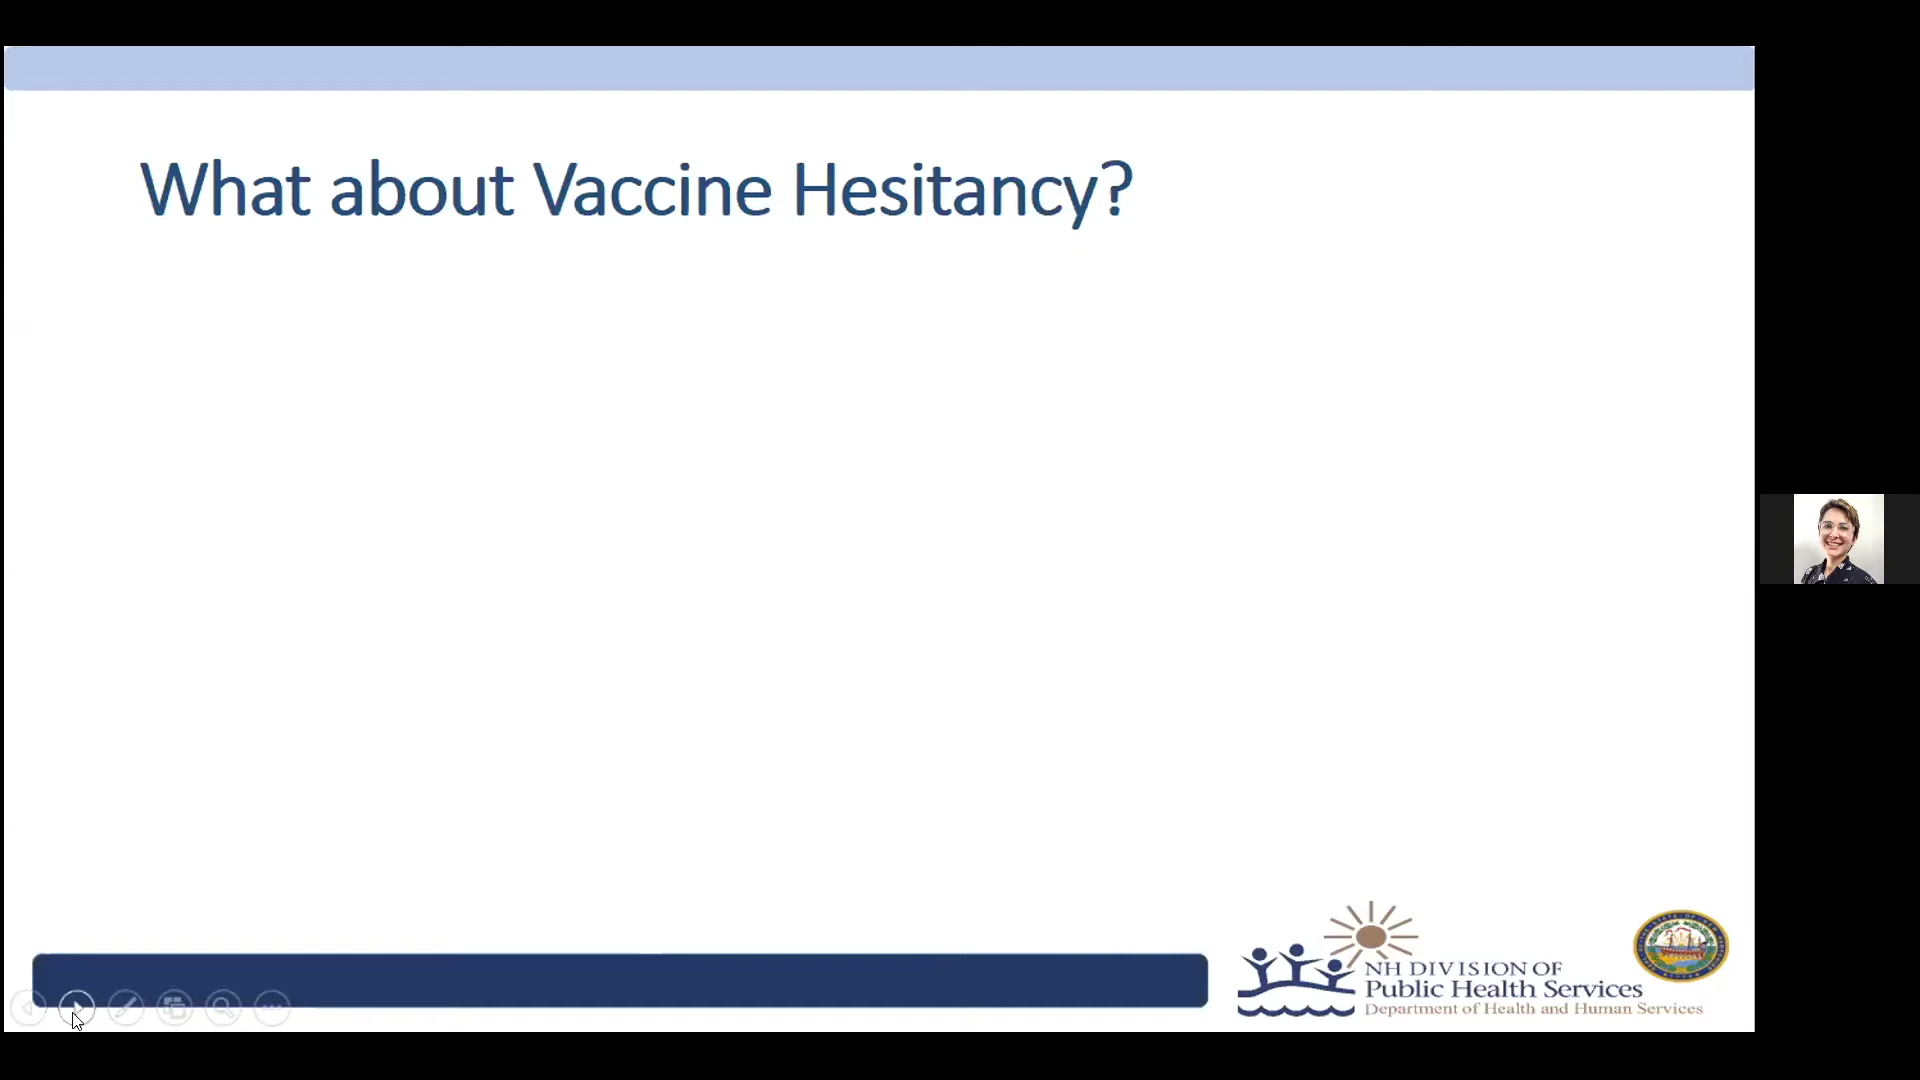 What about Vaccine Hesitancy?
NH DIVISION OF
Public Health Services
Department of Health and Human Services